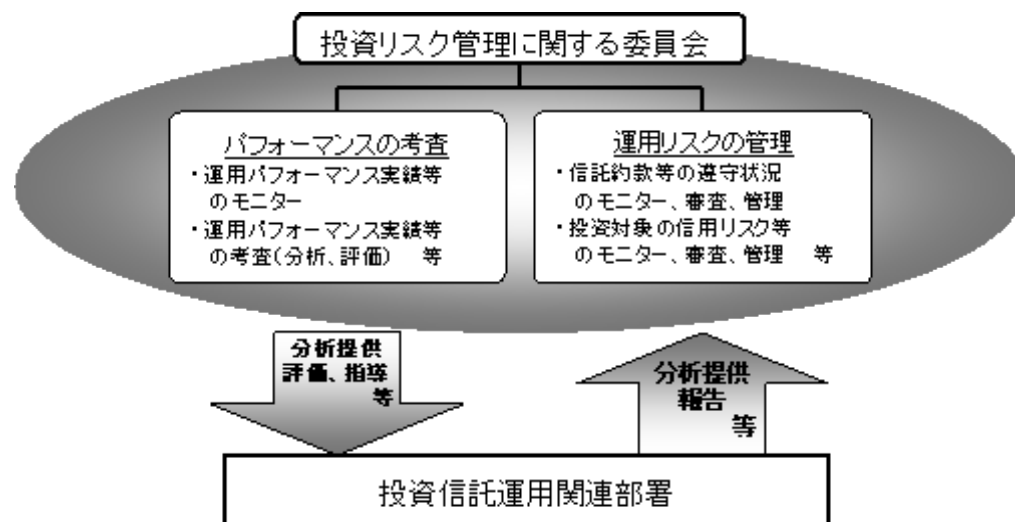 投資リスク管理に関する委員会
パフォーマンスの考査
・運用パフォーマンス実績等
のモニター
・運用パフォーマンス実績等
の考査(分析、評価) 等
運用リスクの管理
・信託約款等の遵守状況
のモニター、審査、管理
・投資対象の信用リスク等
のモニター、審査、管理 等
分析提供
評価、指導
等
分析提供
報告
等
投資信託運用関連部署